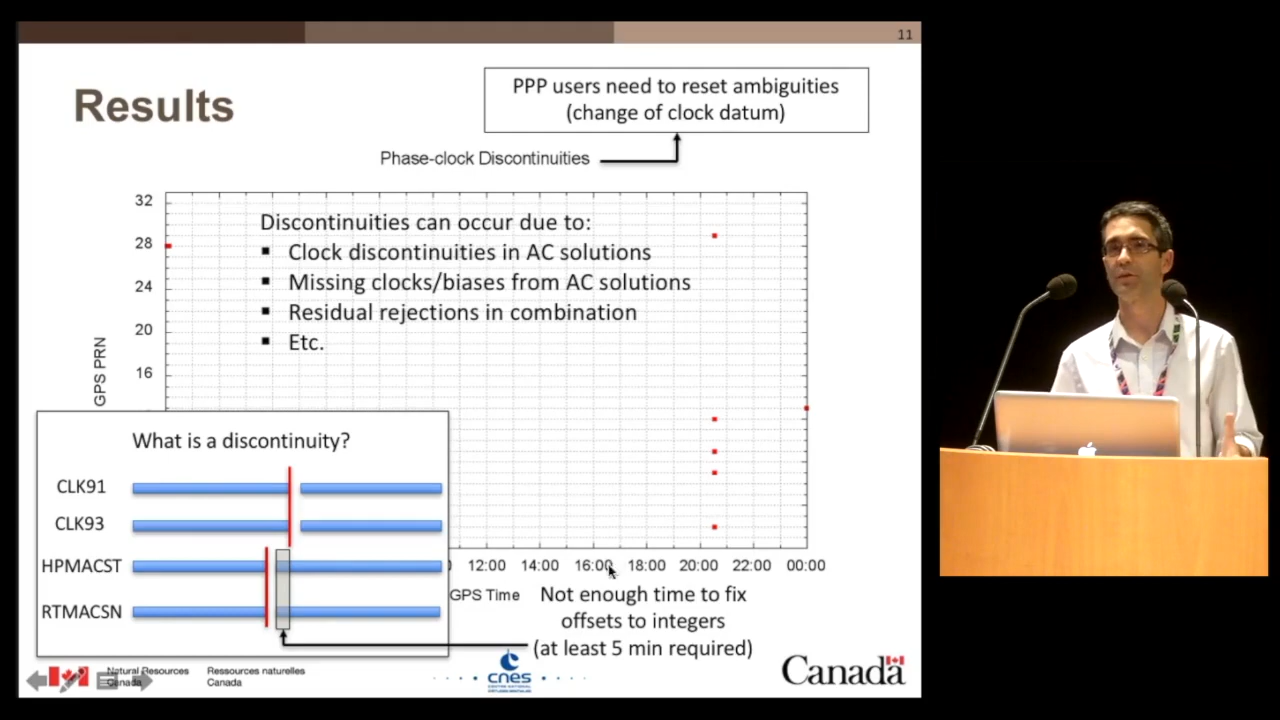 11
Results
PPP users need to reset ambiguities
(change of clock datum)
Phase-clock Discontinuities
32
28
24
20
16
GPS PRN
Discontinuities can occur due to:
Clock discontinuities in AC solutions
Missing clocks/biases from AC solutions
Residual rejections in combination
Etc.
What is a discontinuity?
CLK91
CLK93
HPMACST
RTMACSN
12:00 14:00 16:00 18:00 20:00 22:00 00:00
GPS Time
Not enough time to fix
offsets to integers
(at least 5 min required)
Natural Resources
Canada
Ressources naturelles
Canada
cnes
Canada